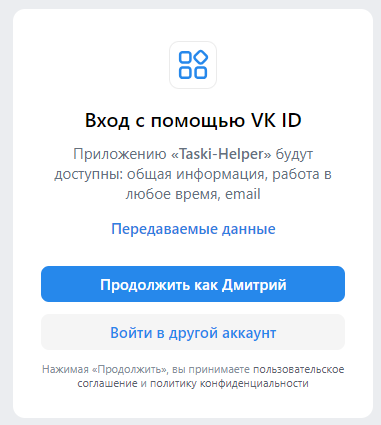 Вход с помощью VK ID
Приложению «Taski-Helper» будут
доступны: общая информация, работа в
любое время, email
Передаваемые данные
Продолжить как Дмитрий
Войти в другой аккаунт
Нажимая «Продолжить», вы принимаете пользовательское
соглашение и политику конфиденциальности